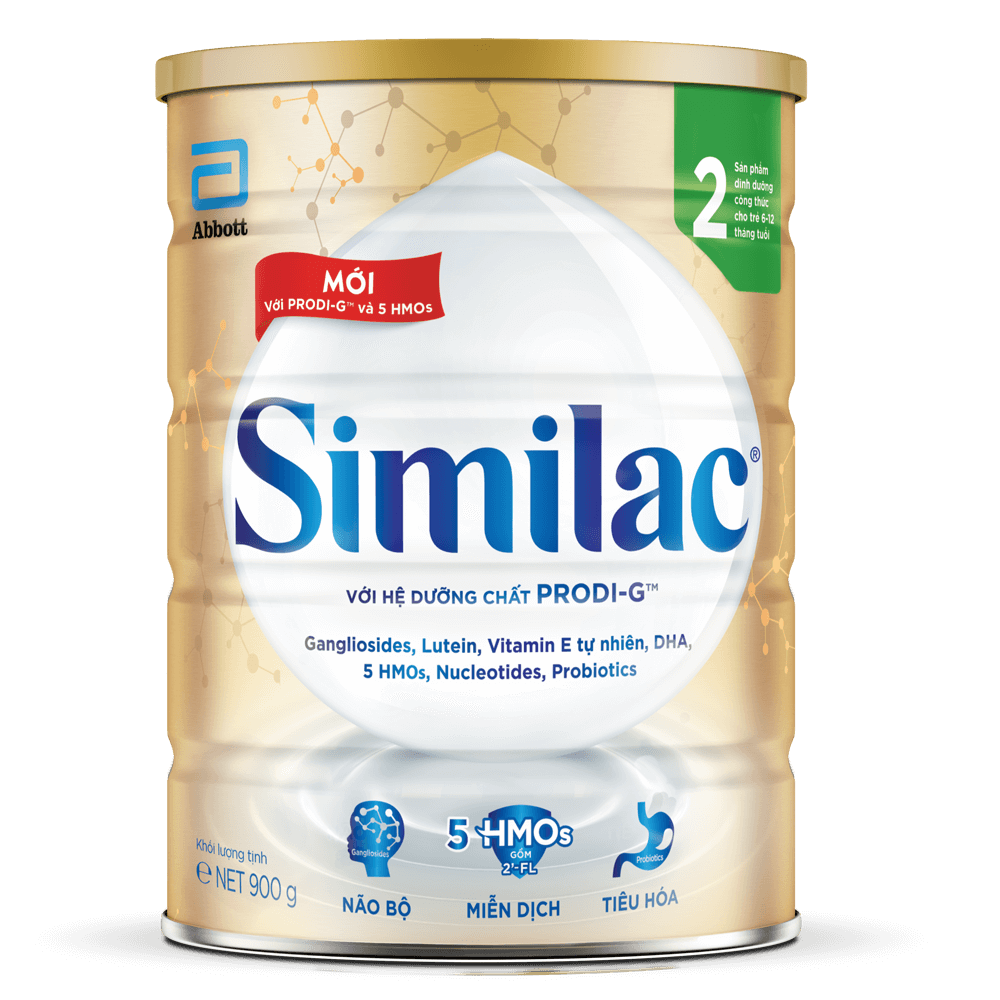 Abbott
2
Sản phẩm
dinh dưỡng
công thức
cho trẻ 6-12
tháng tuổi
MỚI
Với PRODI-G™ và 5 HMOs
Similac®
VỚI HỆ DƯỠNG CHẤT PRODI-G™
Gangliosides, Lutein, Vitamin E tự nhiên, DHA,
5 HMOs, Nucleotides, Probiotics
Gangliosides
NÃO BỘ
5 HMOs
GỒM
2'-FL
MIỄN DỊCH
Probiotics
TIÊU HÓA
Khối lượng tịnh
℮ NET 900 g